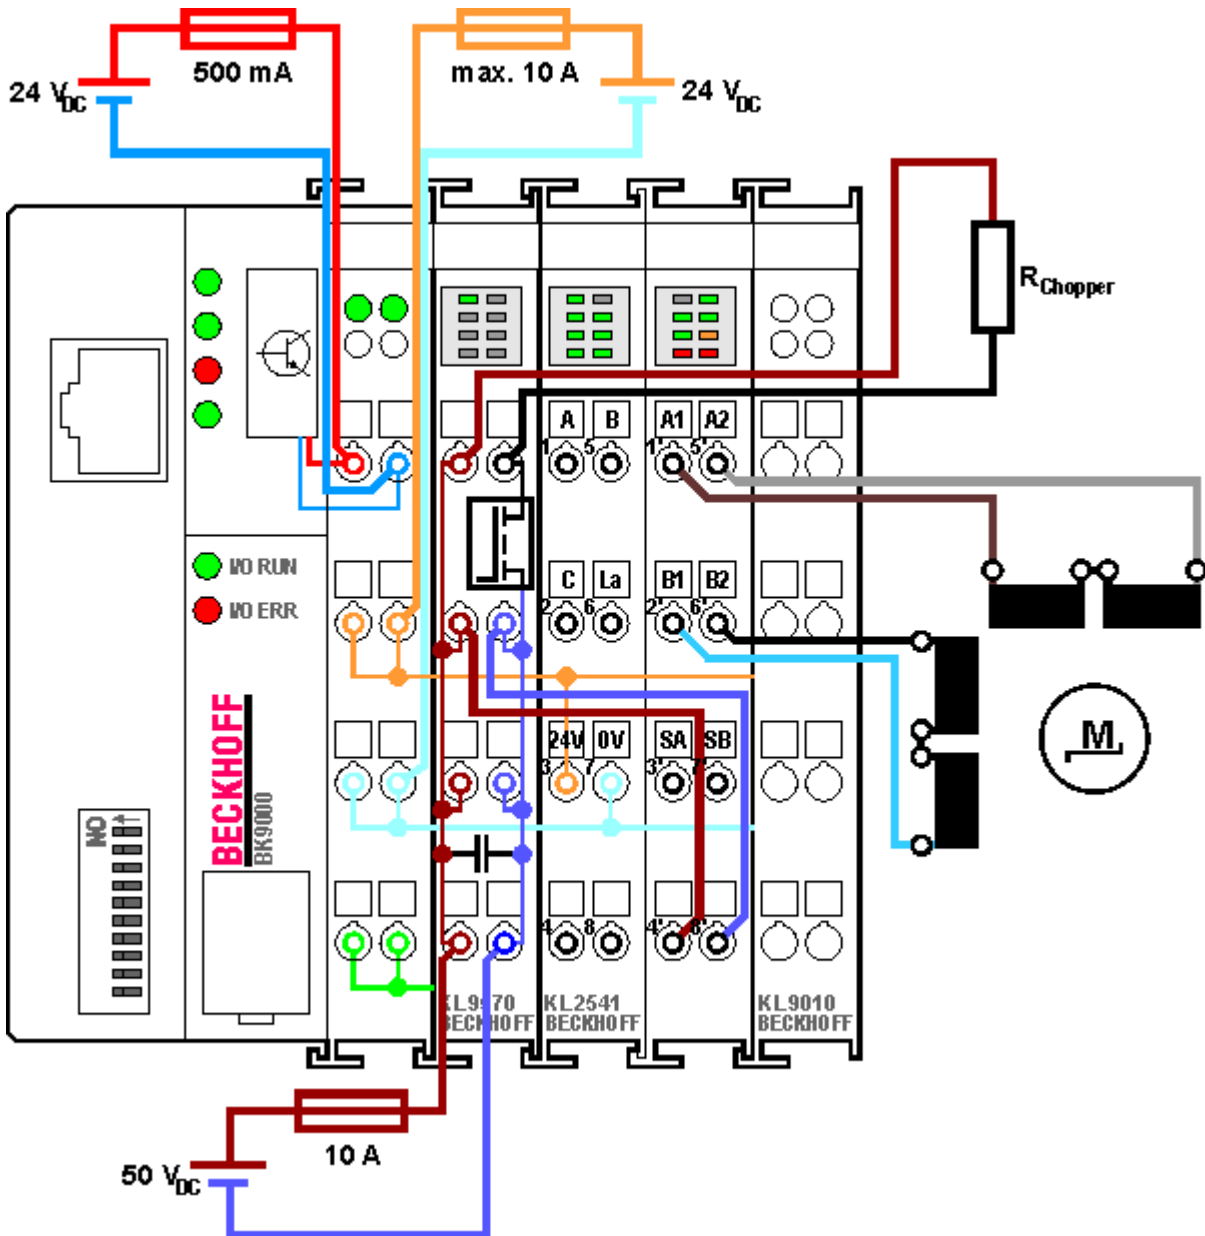 500 mA
max. 10 A
24 VDC
24 VDC
RChopper
A B A1 A2
1 5 1' 5'
I/O RUN
I/O ERR
C La B1 B2
2 6 2' 6'
BECKHOFF
BK9000
24V 0V SA SB
3 7 3' 7'
M
NO
4 8 4' 8'
KL9570 KL2541 KL9010
BECKHOFF BECKHOFF BECKHOFF
10 A
50 VDC